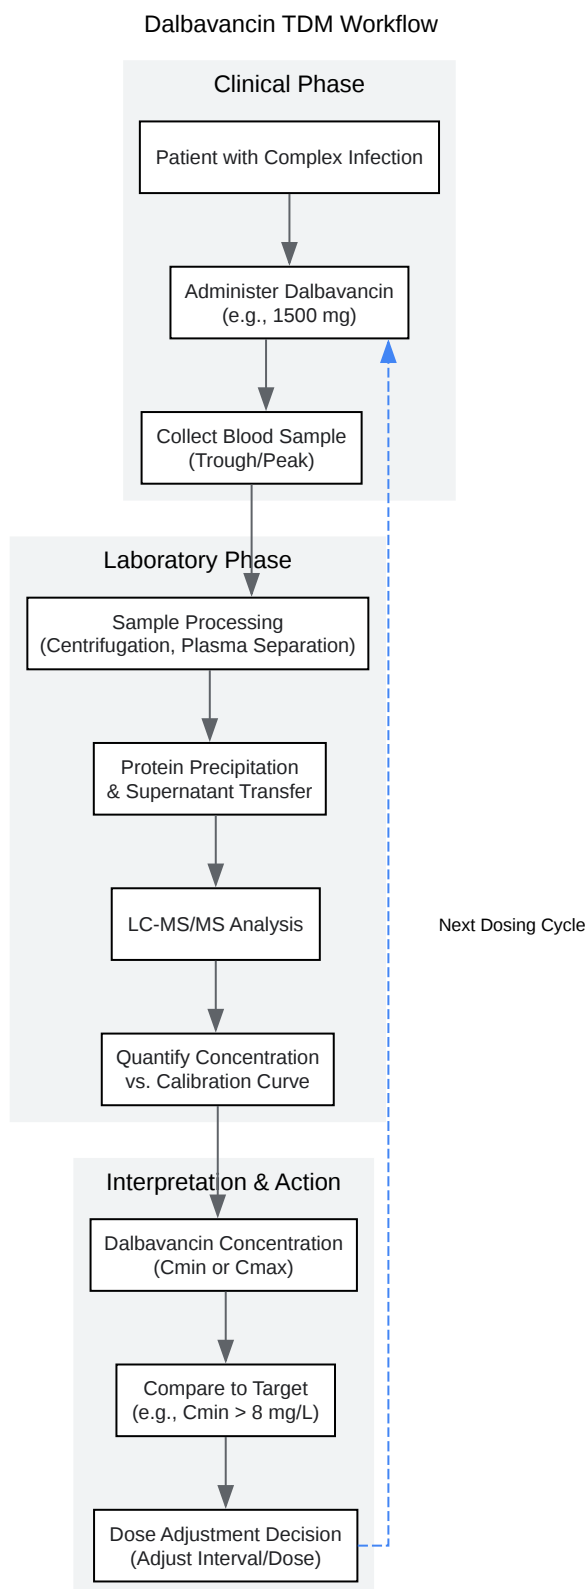 Dalbavancin TDM Workflow
Clinical Phase
Patient with Complex Infection
Administer Dalbavancin
(e.g., 1500 mg)
Collect Blood Sample
(Trough/Peak)
Laboratory Phase
Sample Processing
(Centrifugation, Plasma Separation)
Protein Precipitation
& Supernatant Transfer
LC-MS/MS Analysis
Next Dosing Cycle
Quantify Concentration
vs. Calibration Curve
Interpretation & Action
Dalbavancin Concentration
(Cmin or Cmax)
Compare to Target
(e.g., Cmin > 8 mg/L)
Dose Adjustment Decision
(Adjust Interval/Dose)